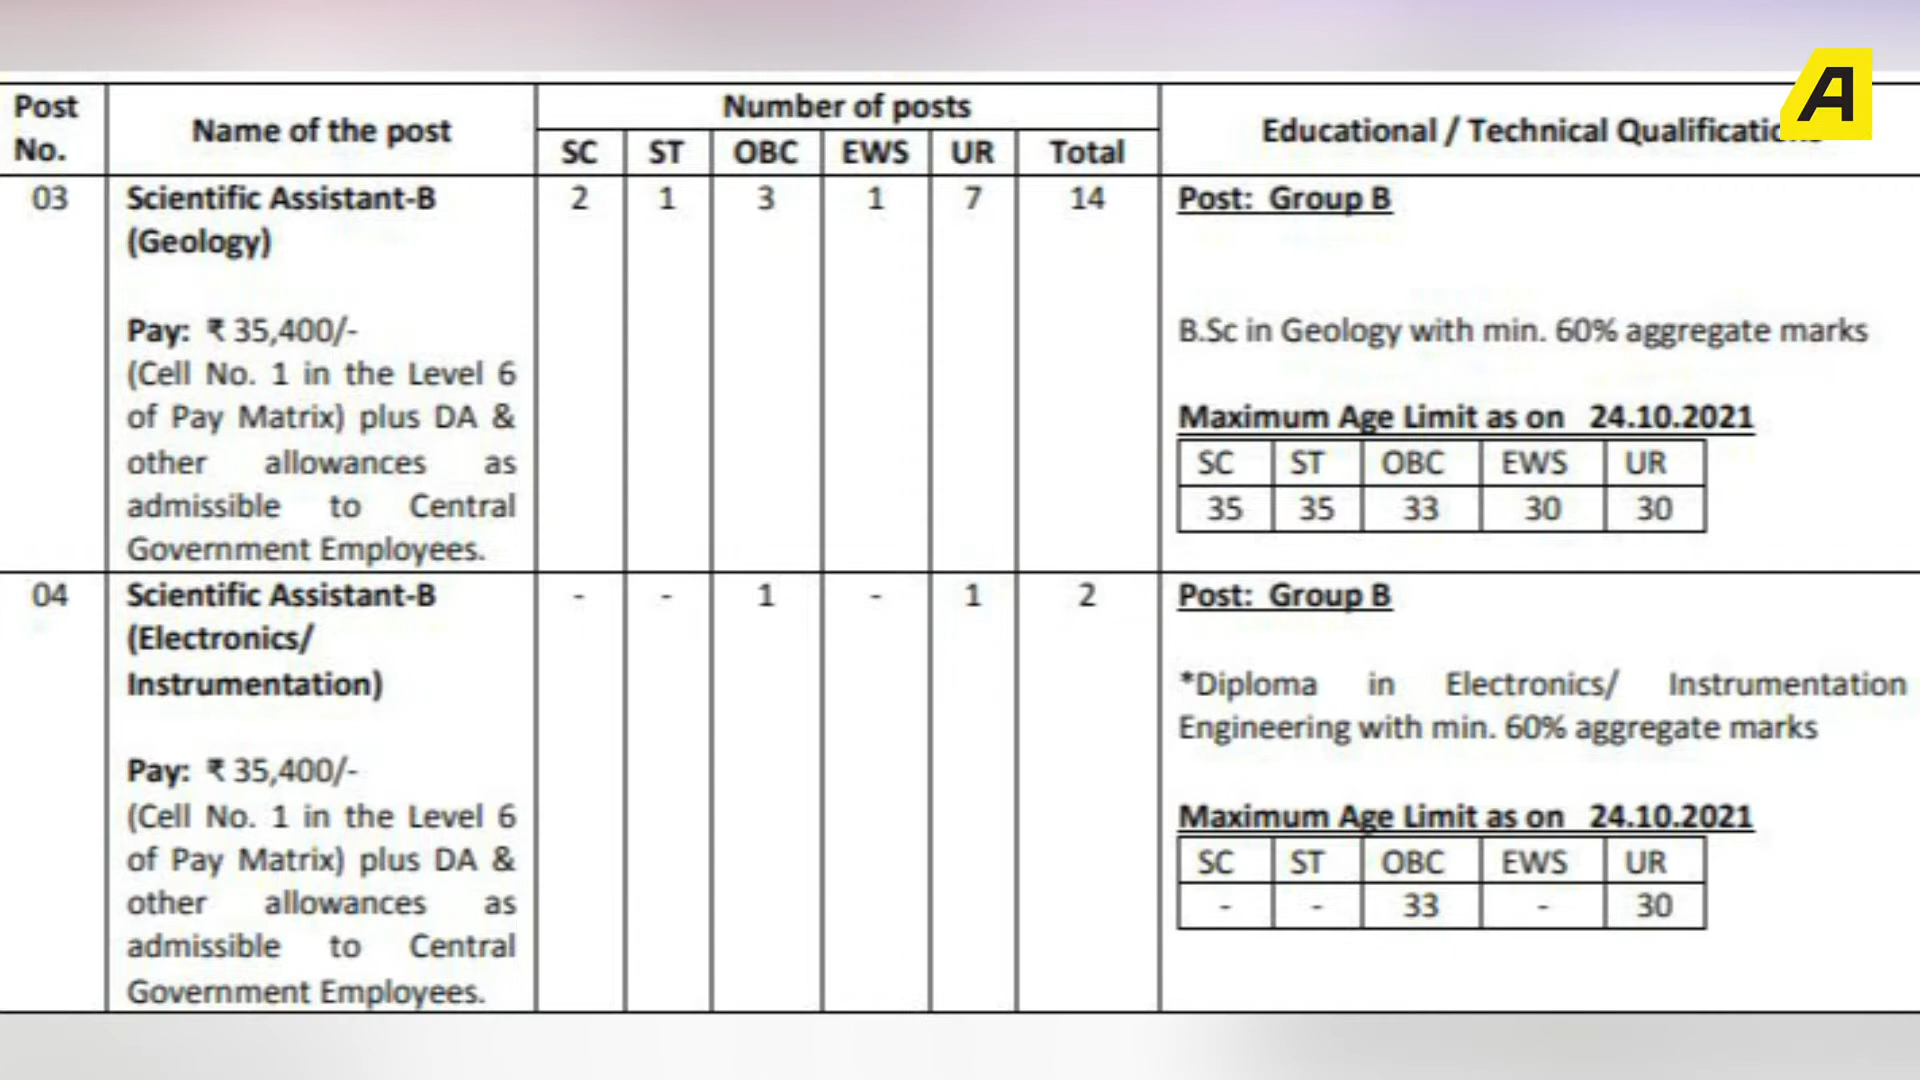 Post No.
Name of the post
Number of posts
Educational / Technical Qualification
SC ST OBC EWS UR Total
03
Scientific Assistant-B
(Geology)
Pay: ₹ 35,400/-
(Cell No. 1 in the Level 6
of Pay Matrix) plus DA &
other allowances as
admissible to Central
Government Employees.
2 1 3 1 7 14
Post: Group B
B.Sc in Geology with min. 60% aggregate marks
Maximum Age Limit as on 24.10.2021
SC ST OBC EWS UR
35 35 33 30 30
04
Scientific Assistant-B
(Electronics/
Instrumentation)
Pay: ₹ 35,400/-
(Cell No. 1 in the Level 6
of Pay Matrix) plus DA &
other allowances as
admissible to Central
Government Employees.
- - 1 - 1 2
Post: Group B
*Diploma in Electronics/ Instrumentation
Engineering with min. 60% aggregate marks
Maximum Age Limit as on 24.10.2021
SC ST OBC EWS UR
- - 33 - 30
A